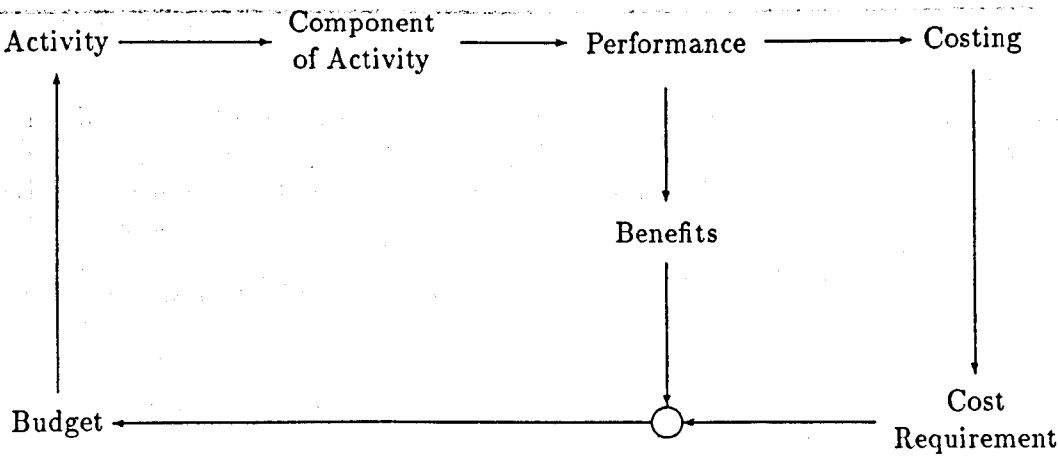 Activity
Component
of Activity
Performance
Costing
Benefits
Budget
Cost
Requirement